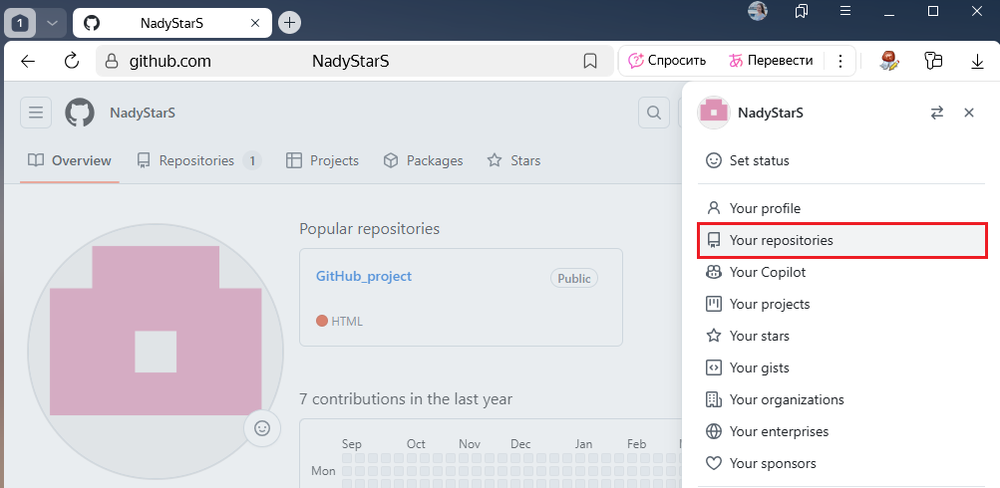 1
NadyStarS
github.com NadyStarS
Спросить
Перевести
NadyStarS
Overview
Repositories 1
Projects
Packages
Stars
Popular repositories
GitHub_project
Public
HTML
7 contributions in the last year
Sep Oct Nov Dec Jan Feb
Mon
NadyStarS
Set status
Your profile
Your repositories
Your Copilot
Your projects
Your stars
Your gists
Your organizations
Your enterprises
Your sponsors